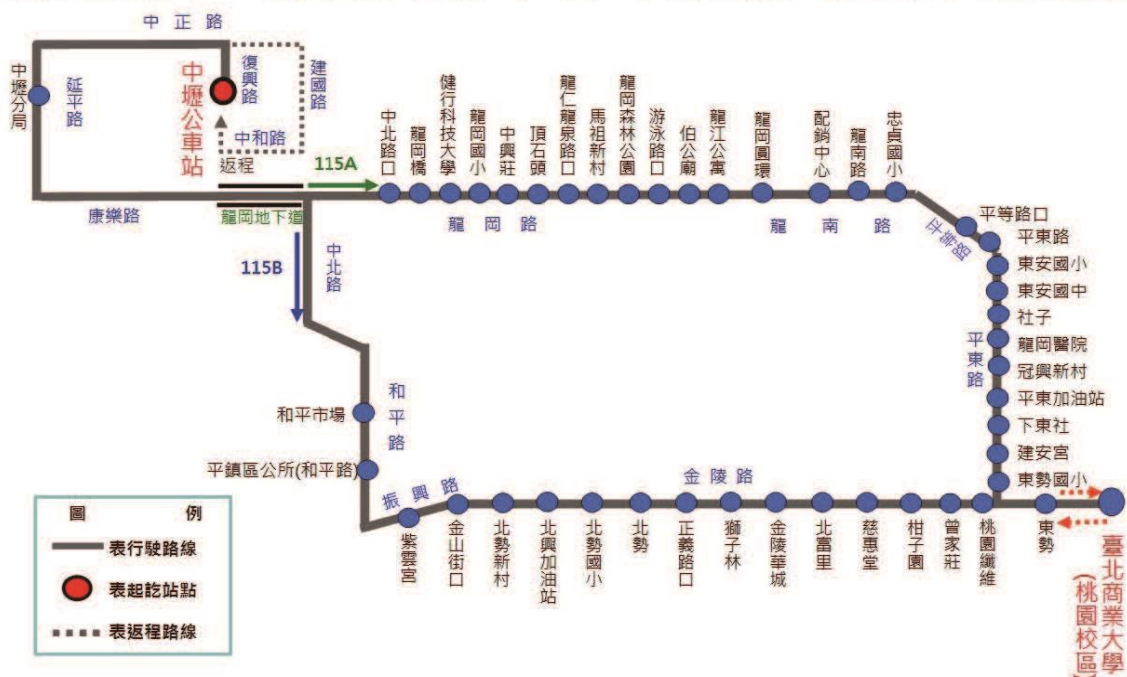 中正路
中壢分局
延平路
中壢公車站
復興路
建國路
中和路
返程
115A
康樂路
龍岡地下道
115B
中北路
中北路口
龍岡橋
健行科技大學
龍岡國小
中興莊
頂石頭
龍仁龍泉路口
馬祖新村
龍岡森林公園
游泳路口
伯公廟
龍江公寓
龍岡圓環
配銷中心
龍南路
忠貞國小
龍岡路
龍南路
平等路
平等路口
平東路
東安國小
東安國中
社子
龍岡醫院
冠興新村
平東加油站
下東社
建安宮
東勢國小
平東路
和平市場
和平路
平鎮區公所(和平路)
振興路
金陵路
紫雲宮
金山街口
北勢新村
北興加油站
北勢國小
北勢
正義路口
獅子林
金陵華城
北富里
慈惠堂
柑子園
曾家莊
桃園纖維
東勢
臺北商業大學
(桃園校區)
圖 例
表行駛路線
表起訖站點
表返程路線